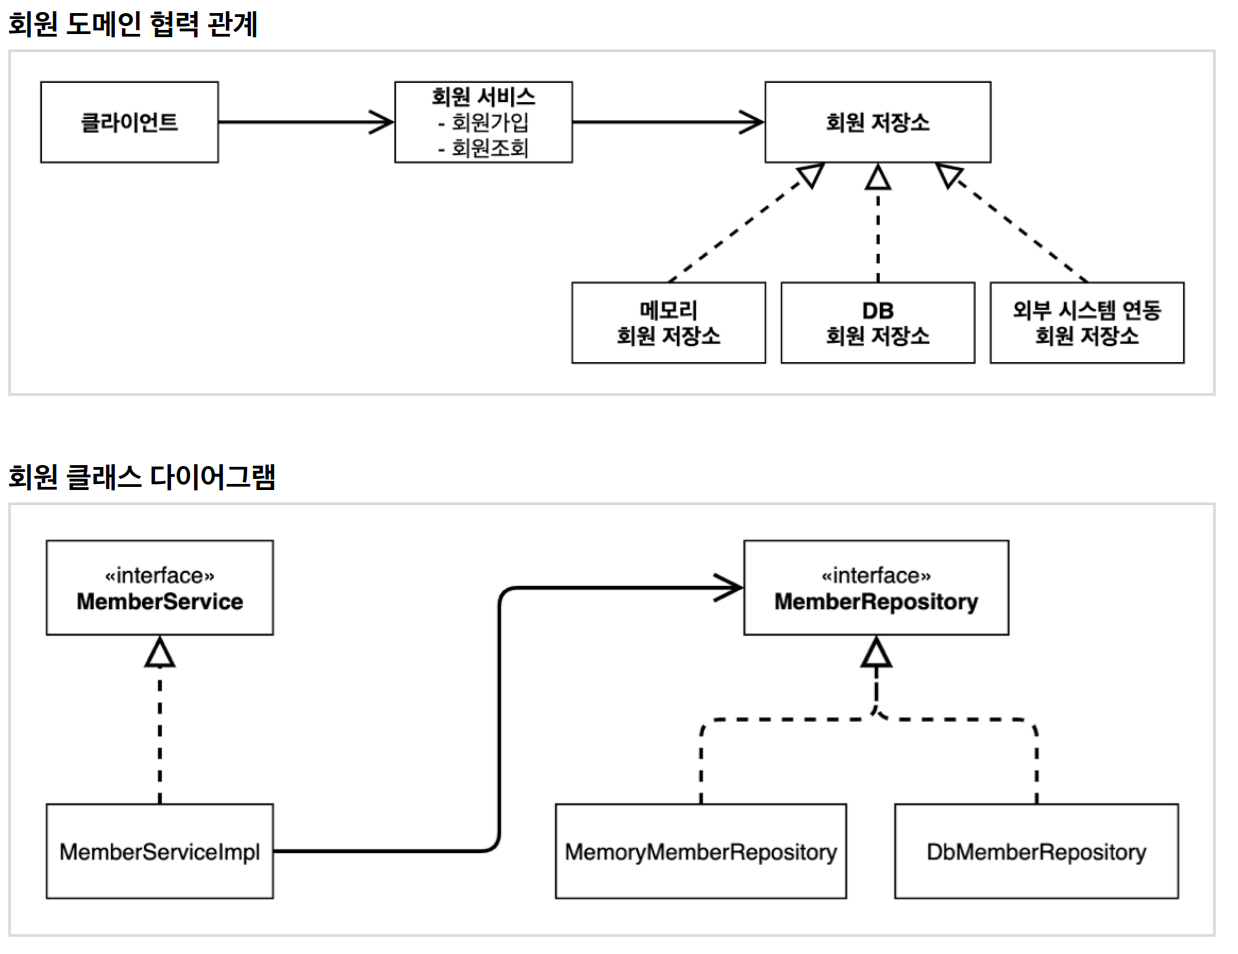 회원 도메인 협력 관계
클라이언트
회원 서비스
- 회원가입
- 회원조회
회원 저장소
메모리
회원 저장소
DB
회원 저장소
외부 시스템 연동
회원 저장소
회원 클래스 다이어그램
«interface»
MemberService
«interface»
MemberRepository
MemberServiceImpl
MemoryMemberRepository
DbMemberRepository